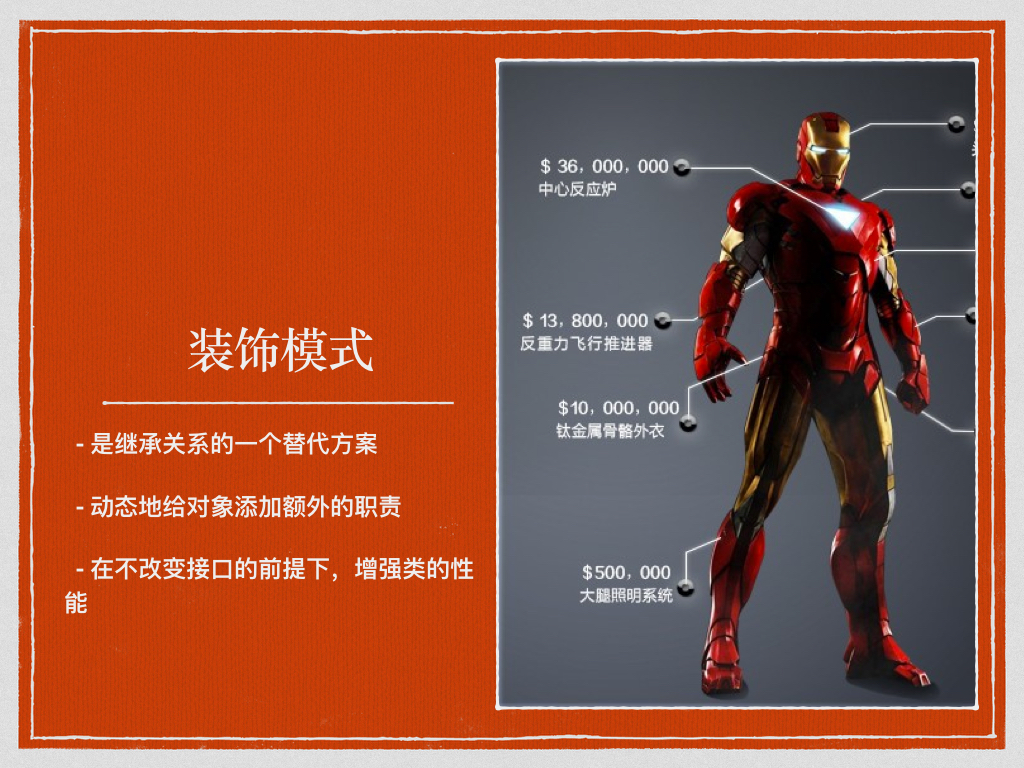 装饰模式
- 是继承关系的一个替代方案
- 动态地给对象添加额外的职责
- 在不改变接口的前提下，增强类的性
能
$ 36，000，000
中心反应炉
$ 13，800，000
反重力飞行推进器
$10，000，000
钛金属骨骼外衣
$500，000
大腿照明系统